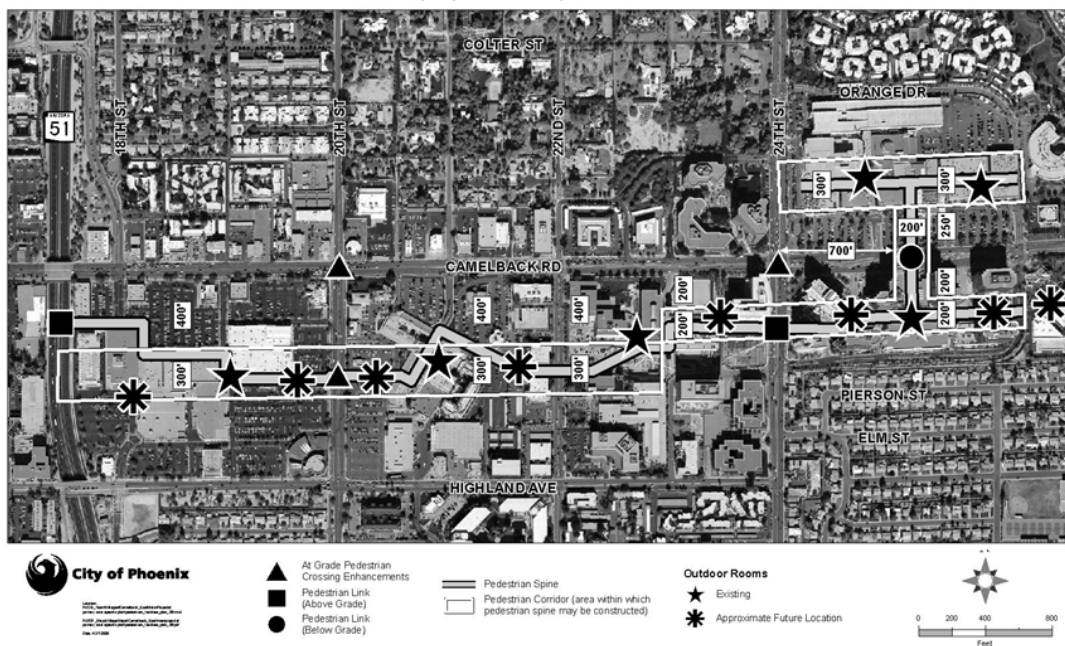 COLTER ST
ARIZONA
51
18TH ST
20TH ST
22ND ST
24TH ST
ORANGE DR
300'
300'
200'
250'
700'
CAMELBACK RD
400'
400'
400'
200'
200'
200'
200'
300'
300'
300'
PIERSON ST
ELM ST
HIGHLAND AVE
City of Phoenix
At Grade Pedestrian
Crossing Enhancements
Pedestrian Link
(Above Grade)
Pedestrian Link
(Below Grade)
Pedestrian Spine
Pedestrian Corridor (area within which
pedestrian spine may be constructed)
Outdoor Rooms
Existing
Approximate Future Location
0 200 400 800
Feet